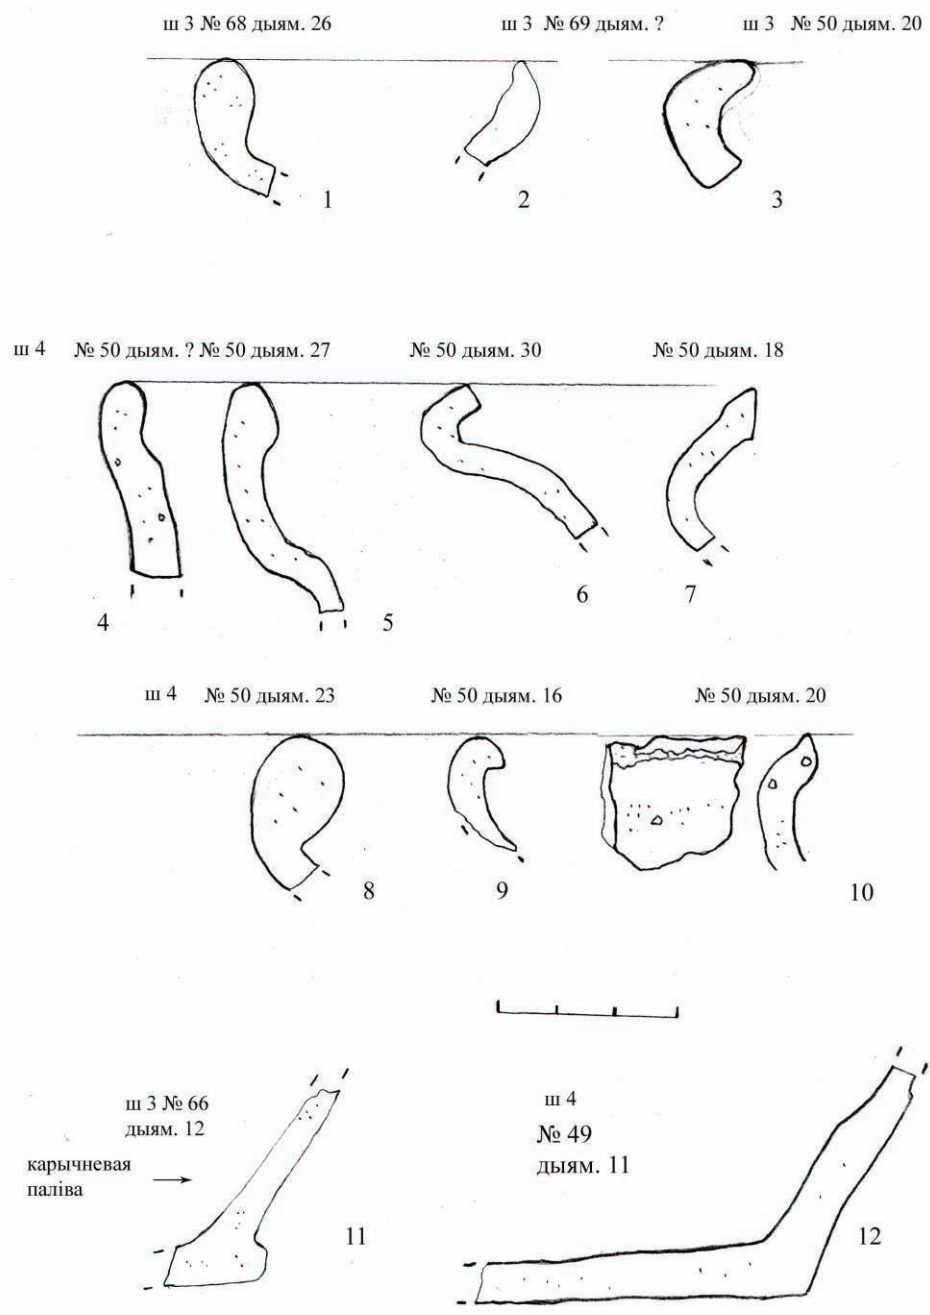 ш 3 № 68 дыям. 26 ш 3 № 69 дыям. ? ш 3 № 50 дыям. 20
1 2 3
ш 4 № 50 дыям. ? № 50 дыям. 27 № 50 дыям. 30 № 50 дыям. 18
4 5 6 7
ш 4 № 50 дыям. 23 № 50 дыям. 16 № 50 дыям. 20
8 9 10
ш 3 № 66
дыям. 12
карычневая
паліва
11
ш 4
№ 49
дыям. 11
12